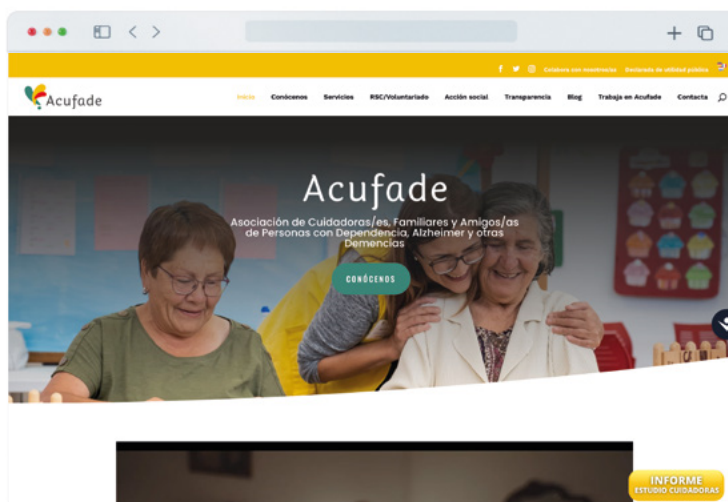 Colabora con nosotros/as Declarada de utilidad pública
Acufade
Inicio Conócenos Servicios RSC/Voluntariado Acción social Transparencia Blog Trabaja en Acufade Contacta
Acufade
Asociación de Cuidadoras/es, Familiares y Amigos/as
de Personas con Dependencia, Alzheimer y otras
Demencias
CONÓCENOS
INFORME
ESTUDIO CUIDADORAS